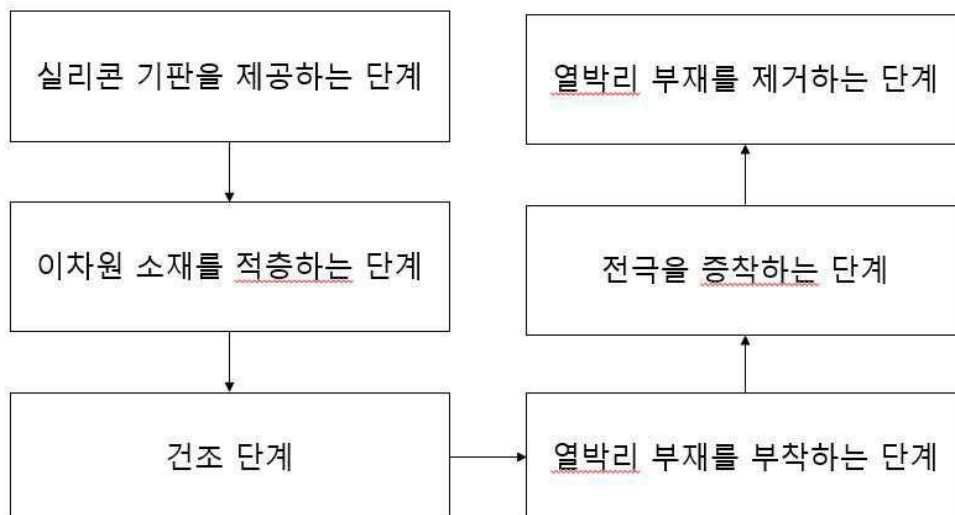 실리콘 기판을 제공하는 단계
이차원 소재를 적층하는 단계
건조 단계
열박리 부재를 부착하는 단계
전극을 증착하는 단계
열박리 부재를 제거하는 단계